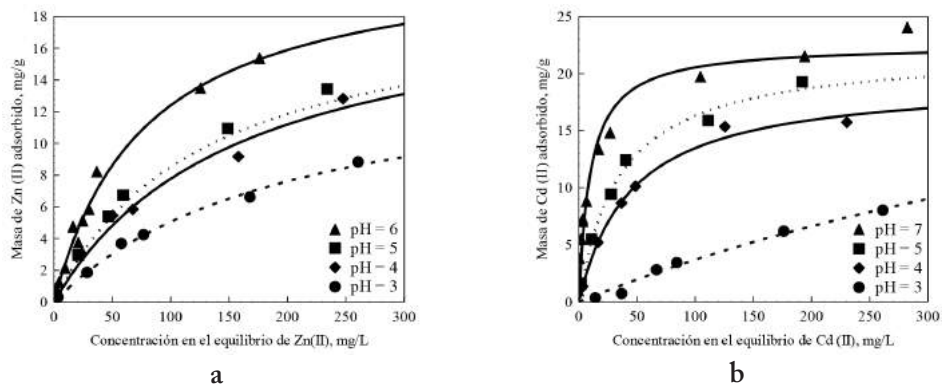 18
16
14
12
10
8
6
4
2
0
Masa de Zn (II) adsorbido, mg/g
pH = 6
pH = 5
pH = 4
pH = 3
0 50 100 150 200 250 300
Concentración en el equilibrio de Zn(II), mg/L
a
25
20
15
10
5
0
Masa de Cd (II) adsorbido, mg/g
pH = 7
pH = 5
pH = 4
pH = 3
0 50 100 150 200 250 300
Concentración en el equilibrio de Cd (II), mg/L
b